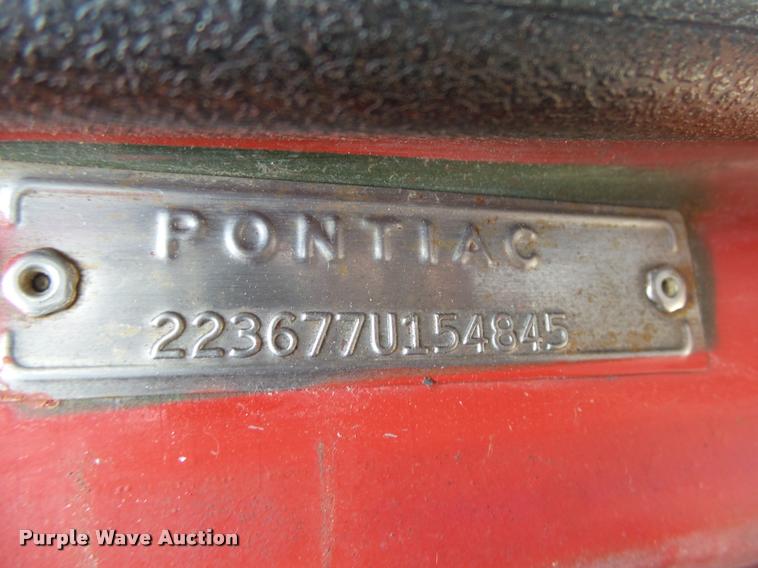 PONTIAC
223677U154845
Purple Wave Auction